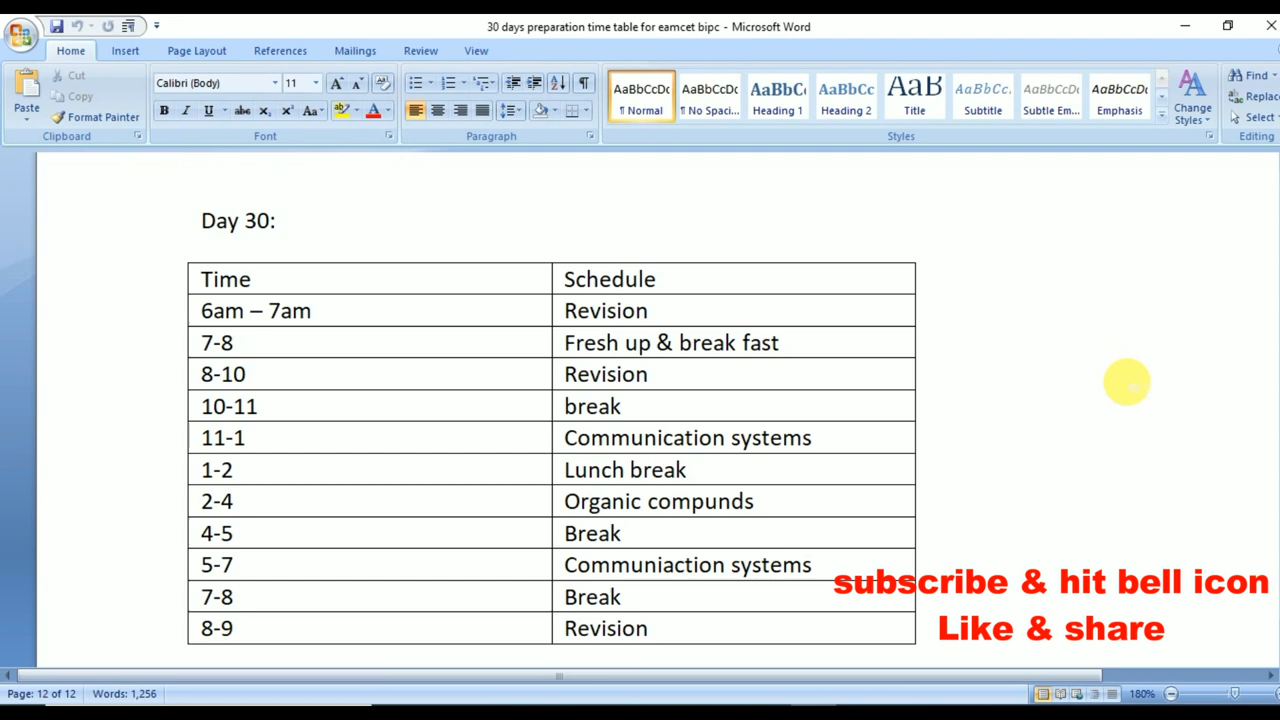 30 days preparation time table for eamcet bipc - Microsoft Word
Home Insert Page Layout References Mailings Review View
Paste
Cut
Copy
Format Painter
Clipboard
Calibri (Body) 11
Font
Paragraph
AaBbCcDc AaBbCcDc AaBbC AaBbCc AaB AaBbCc. AaBbCcDc AaBbCcDc
¶ Normal ¶ No Spaci... Heading 1 Heading 2 Title Subtitle Subtle Em... Emphasis
Change Styles
Styles
Find
Replace
Select
Editing
Day 30:
Time Schedule
6am – 7am Revision
7-8 Fresh up & break fast
8-10 Revision
10-11 break
11-1 Communication systems
1-2 Lunch break
2-4 Organic compunds
4-5 Break
5-7 Communiaction systems
7-8 Break
8-9 Revision
subscribe & hit bell icon
Like & share
Page: 12 of 12 Words: 1,256 180%